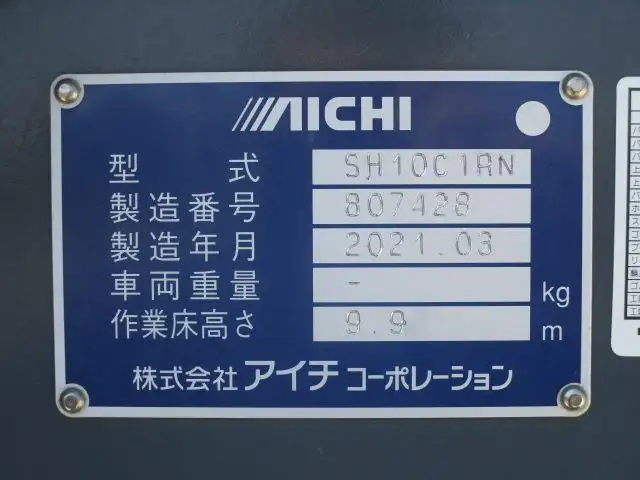 AICHI
型式 SH10C1RN
製造番号 807428
製造年月 2021.03
車両重量 - kg
作業床高さ 9.9 m
株式会社 アイチ コーポレーション